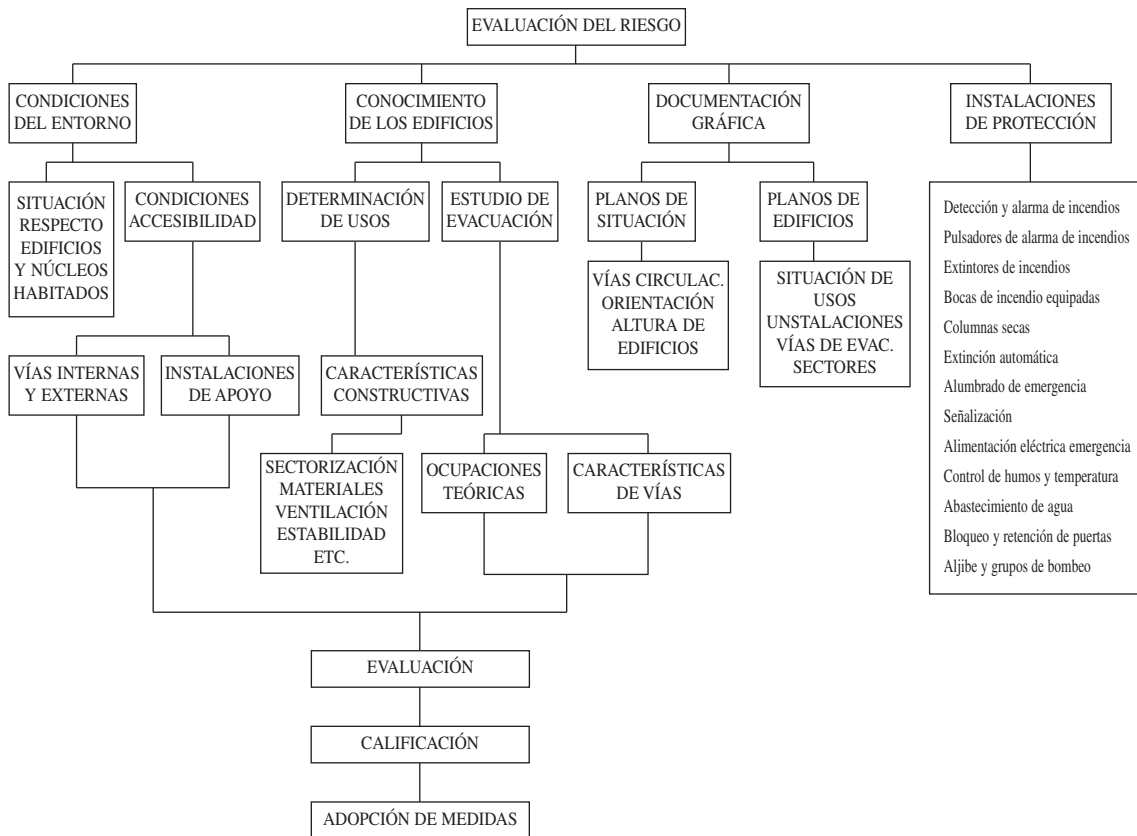 EVALUACIÓN DEL RIESGO
CONDICIONES
DEL ENTORNO
CONOCIMIENTO
DE LOS EDIFICIOS
DOCUMENTACIÓN
GRÁFICA
INSTALACIONES
DE PROTECCIÓN
SITUACIÓN
RESPECTO
EDIFICIOS
Y NÚCLEOS
HABITADOS
CONDICIONES
ACCESIBILIDAD
DETERMINACIÓN
DE USOS
ESTUDIO DE
EVACUACIÓN
PLANOS DE
SITUACIÓN
PLANOS DE
EDIFICIOS
VÍAS CIRCULAC.
ORIENTACIÓN
ALTURA DE
EDIFICIOS
SITUACIÓN DE
USOS
UNSTALACIONES
VÍAS DE EVAC.
SECTORES
Detección y alarma de incendios
Pulsadores de alarma de incendios
Extintores de incendios
Bocas de incendio equipadas
Columnas secas
Extinción automática
Alumbrado de emergencia
Señalización
Alimentación eléctrica emergencia
Control de humos y temperatura
Abastecimiento de agua
Bloqueo y retención de puertas
Aljibe y grupos de bombeo
VÍAS INTERNAS
Y EXTERNAS
INSTALACIONES
DE APOYO
CARACTERÍSTICAS
CONSTRUCTIVAS
SECTORIZACIÓN
MATERIALES
VENTILACIÓN
ESTABILIDAD
ETC.
OCUPACIONES
TEÓRICAS
CARACTERÍSTICAS
DE VÍAS
EVALUACIÓN
CALIFICACIÓN
ADOPCIÓN DE MEDIDAS